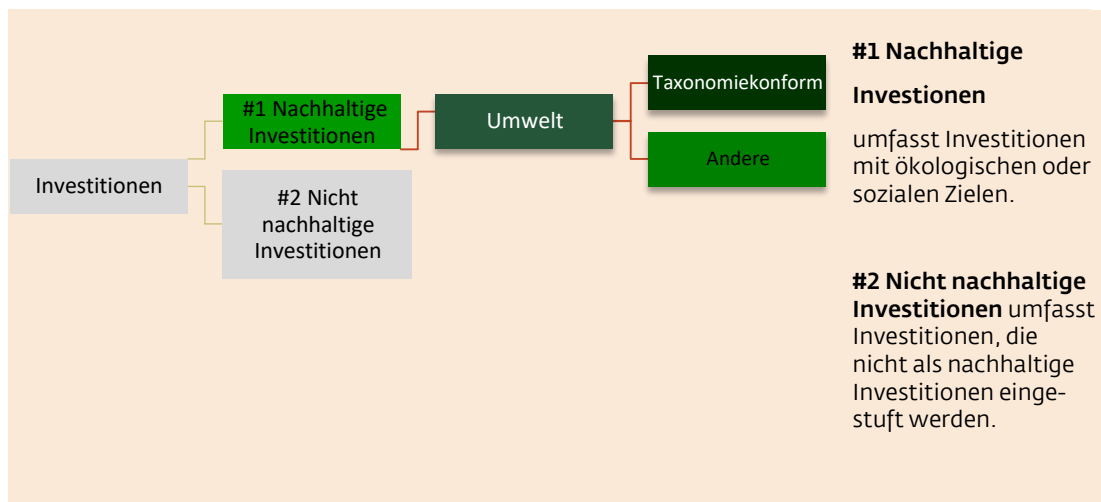 Investitionen
#1 Nachhaltige
Investitionen
#2 Nicht
nachhaltige
Investitionen
Umwelt
Taxonomiekonform
Andere
#1 Nachhaltige
Investionen
umfasst Investitionen
mit ökologischen oder
sozialen Zielen.
#2 Nicht nachhaltige
Investitionen umfasst
Investitionen, die
nicht als nachhaltige
Investitionen einge-
stuft werden.